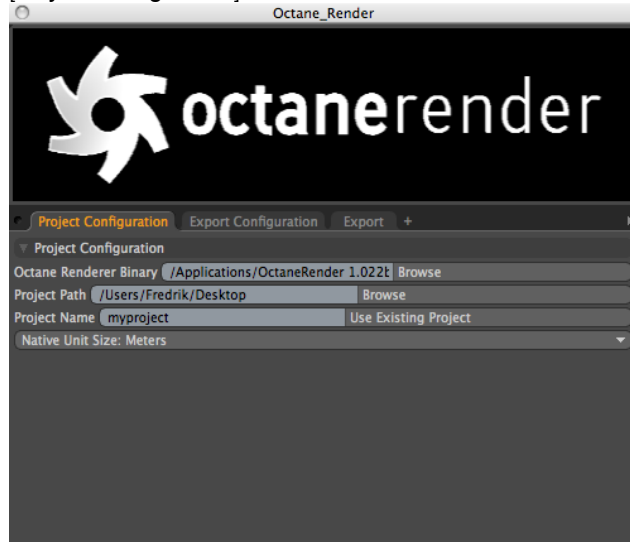 Octane_Render
octanerender
Project Configuration Export Configuration Export +
Project Configuration
Octane Renderer Binary /Applications/OctaneRender 1.022b Browse
Project Path /Users/Fredrik/Desktop Browse
Project Name myproject Use Existing Project
Native Unit Size: Meters